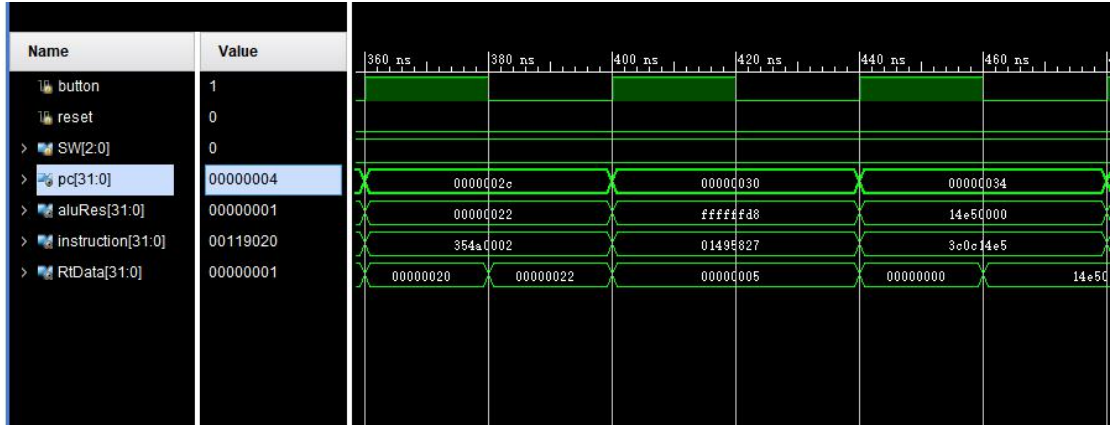 Name Value 360 ns 380 ns 400 ns 420 ns 440 ns 460 ns
button 1
reset 0
SW[2:0] 0
pc[31:0] 00000004 0000002c 00000030 00000034
aluRes[31:0] 00000001 00000022 ffffffd8 14e50000
instruction[31:0] 00119020 354a0002 01495827 3c0c14e5
RtData[31:0] 00000001 00000020 00000022 00000005 00000000 14e50